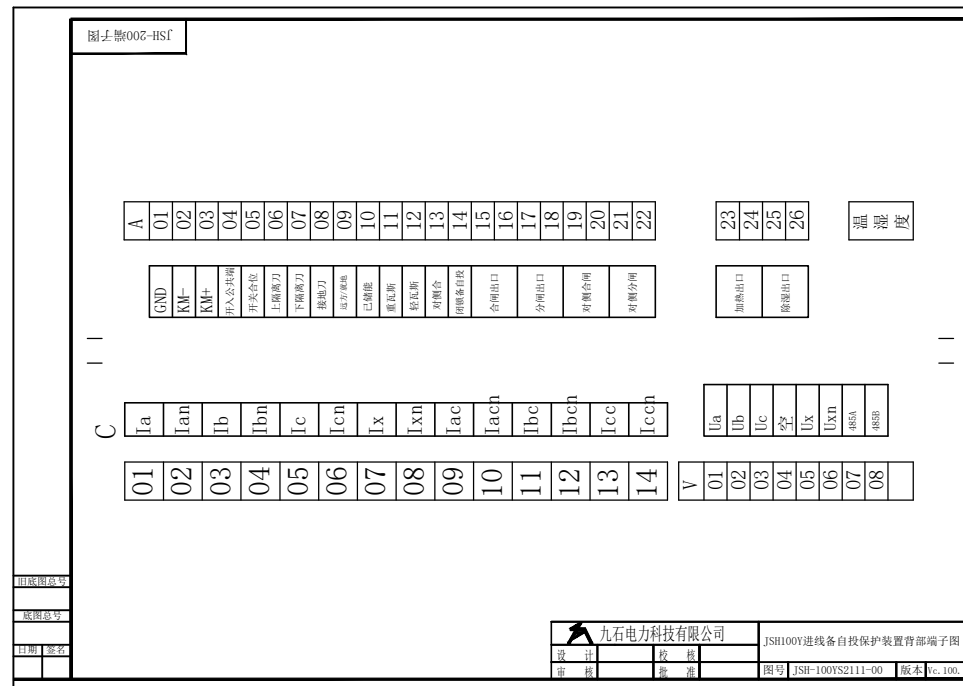 JSH-200端子图
A 01 02 03 04 05 06 07 08 09 10 11 12 13 14 15 16 17 18 19 20 21 22
23 24 25 26
温湿度
GND KM- KM+ 开入公共端 开关合位 上隔离刀 下隔离刀 接地刀 远方/就地 已储能 重瓦斯 轻瓦斯 对侧合 闭锁备自投 合闸出口 分闸出口 对侧合闸 对侧分闸
加热出口 除湿出口
C
Ia Ian Ib Ibn Ic Icn Ix Ixn Iac Iacn Ibc Ibcn Icc Iccn
Ua Ub Uc 空 Ux Uxn 485A 485B
01 02 03 04 05 06 07 08 09 10 11 12 13 14
V 01 02 03 04 05 06 07 08
旧底图总号
底图总号
日期 签名
九石电力科技有限公司
设 计 校 核
审 核 批 准
JSH100Y进线备自投保护装置背部端子图
图号 JSH-100YS2111-00 版本 Vc.100.